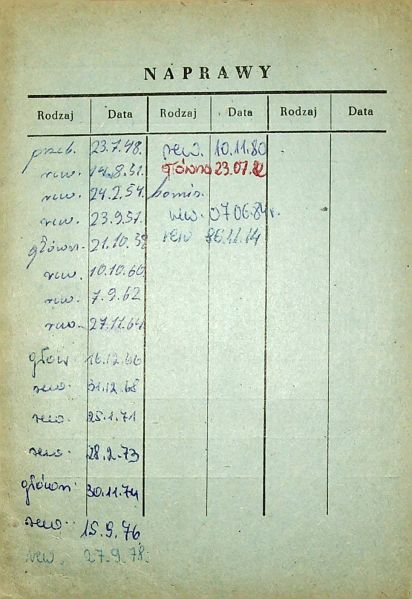 NAPRAWY
Rodzaj Data Rodzaj Data Rodzaj Data
przeb. 23.7.48.
rew. 14.8.51.
rew. 24.2.54.
rew. 23.9.57.
główn. 21.10.58
rew. 10.10.60
rew. 7.9.62
rew. 27.11.64
głów 16.12.66
rew. 31.12.68
rew. 25.1.71
rew. 28.2.73
główn. 30.11.74
rew. 15.9.76.
rew. 27.9.78.
rew. 10.11.80
główna 23.07.82
rew. 07.06.84r.
rew 86.11.14